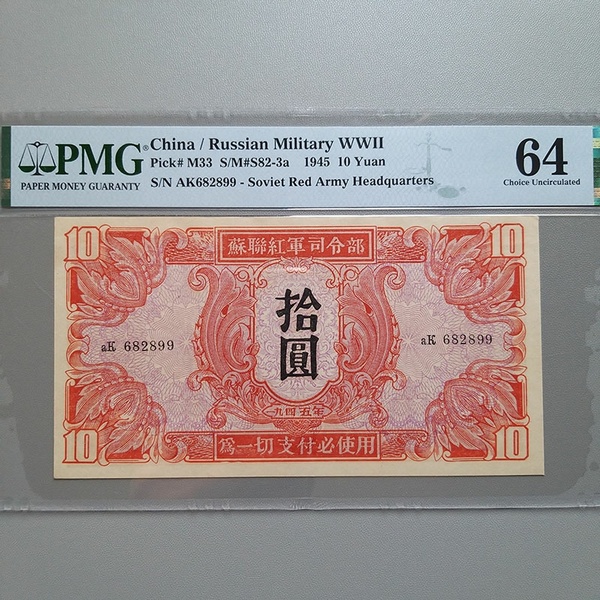 PMG®
PAPER MONEY GUARANTY
China / Russian Military WWII
Pick# M33 S/M#S82-3a 1945 10 Yuan
S/N AK682899 - Soviet Red Army Headquarters
64
Choice Uncirculated
10 蘇聯紅軍司令部 10
拾圓
aK 682899 aK 682899
一九四五年
10 爲一切支付必使用 10